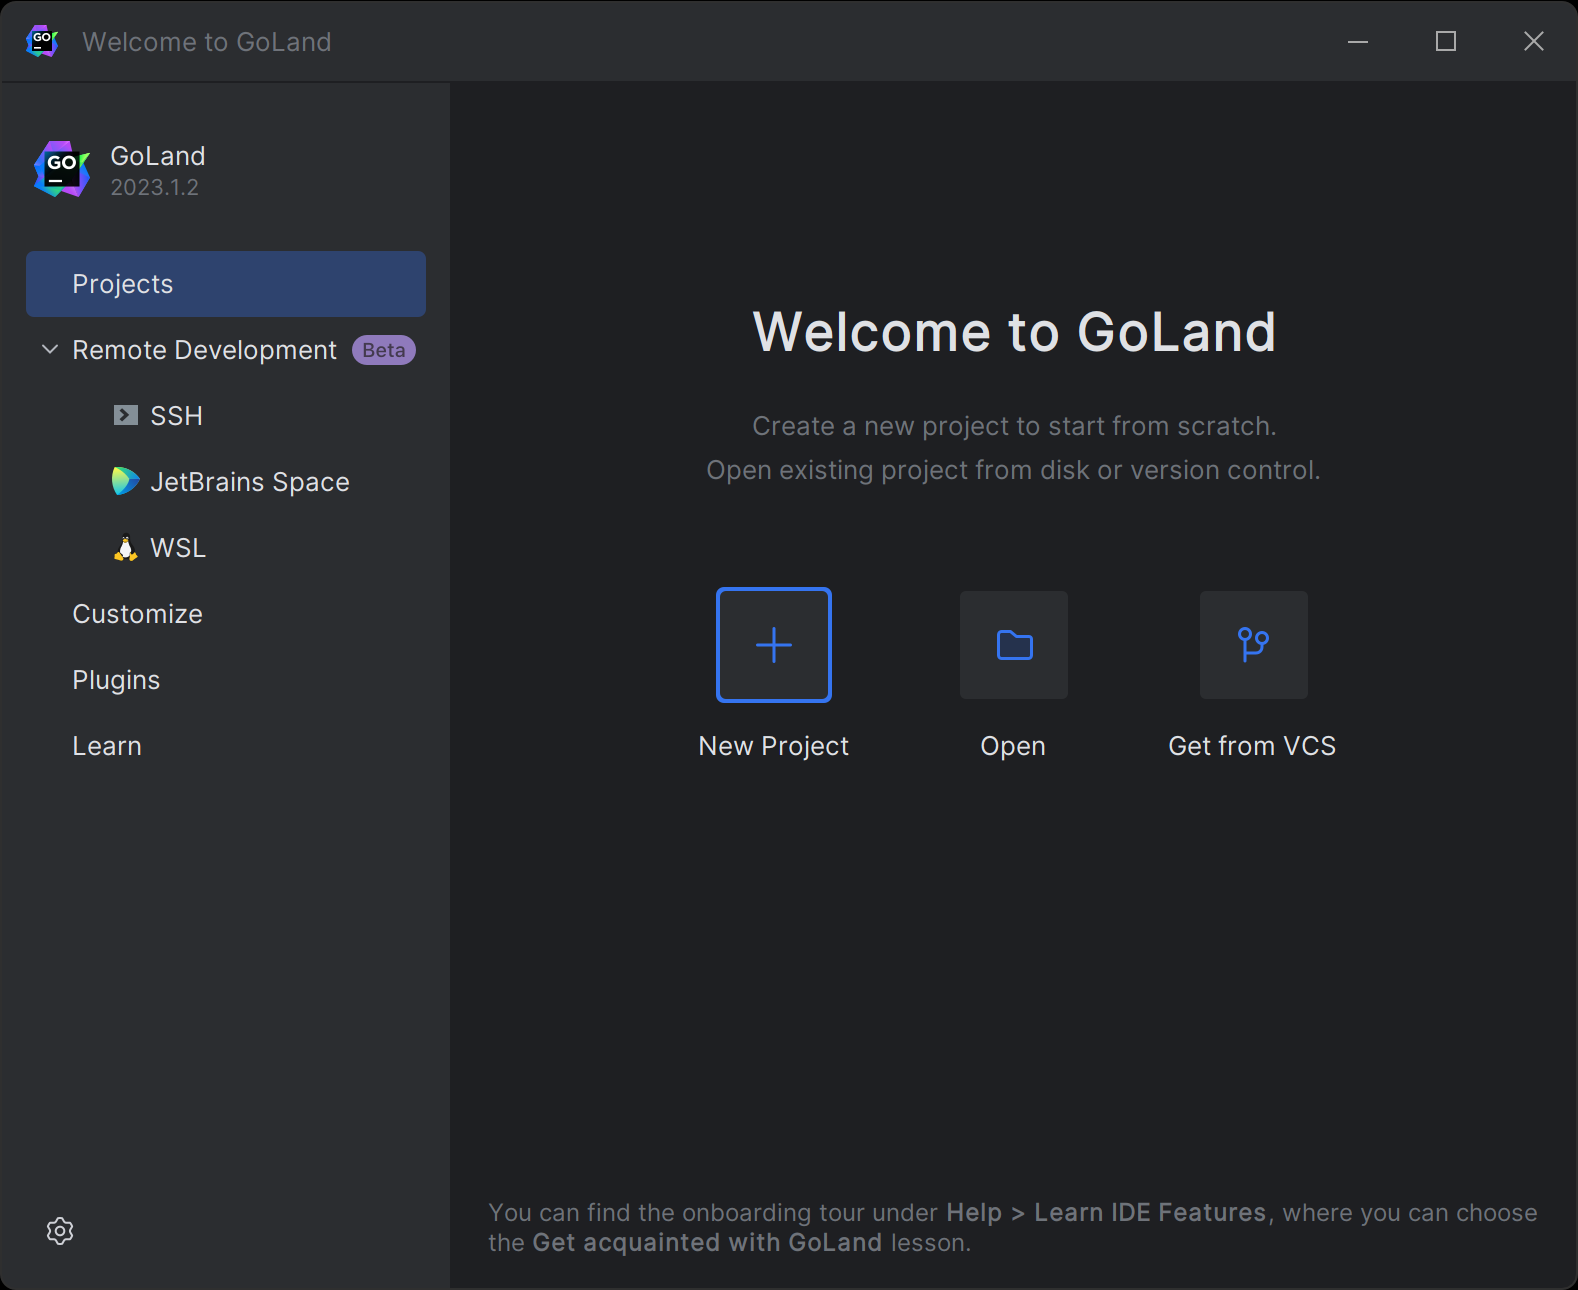 GO
Welcome to GoLand
GO
GoLand
2023.1.2
Projects
Remote Development Beta
SSH
JetBrains Space
WSL
Customize
Plugins
Learn
Welcome to GoLand
Create a new project to start from scratch.
Open existing project from disk or version control.
New Project
Open
Get from VCS
You can find the onboarding tour under Help > Learn IDE Features, where you can choose
the Get acquainted with GoLand lesson.